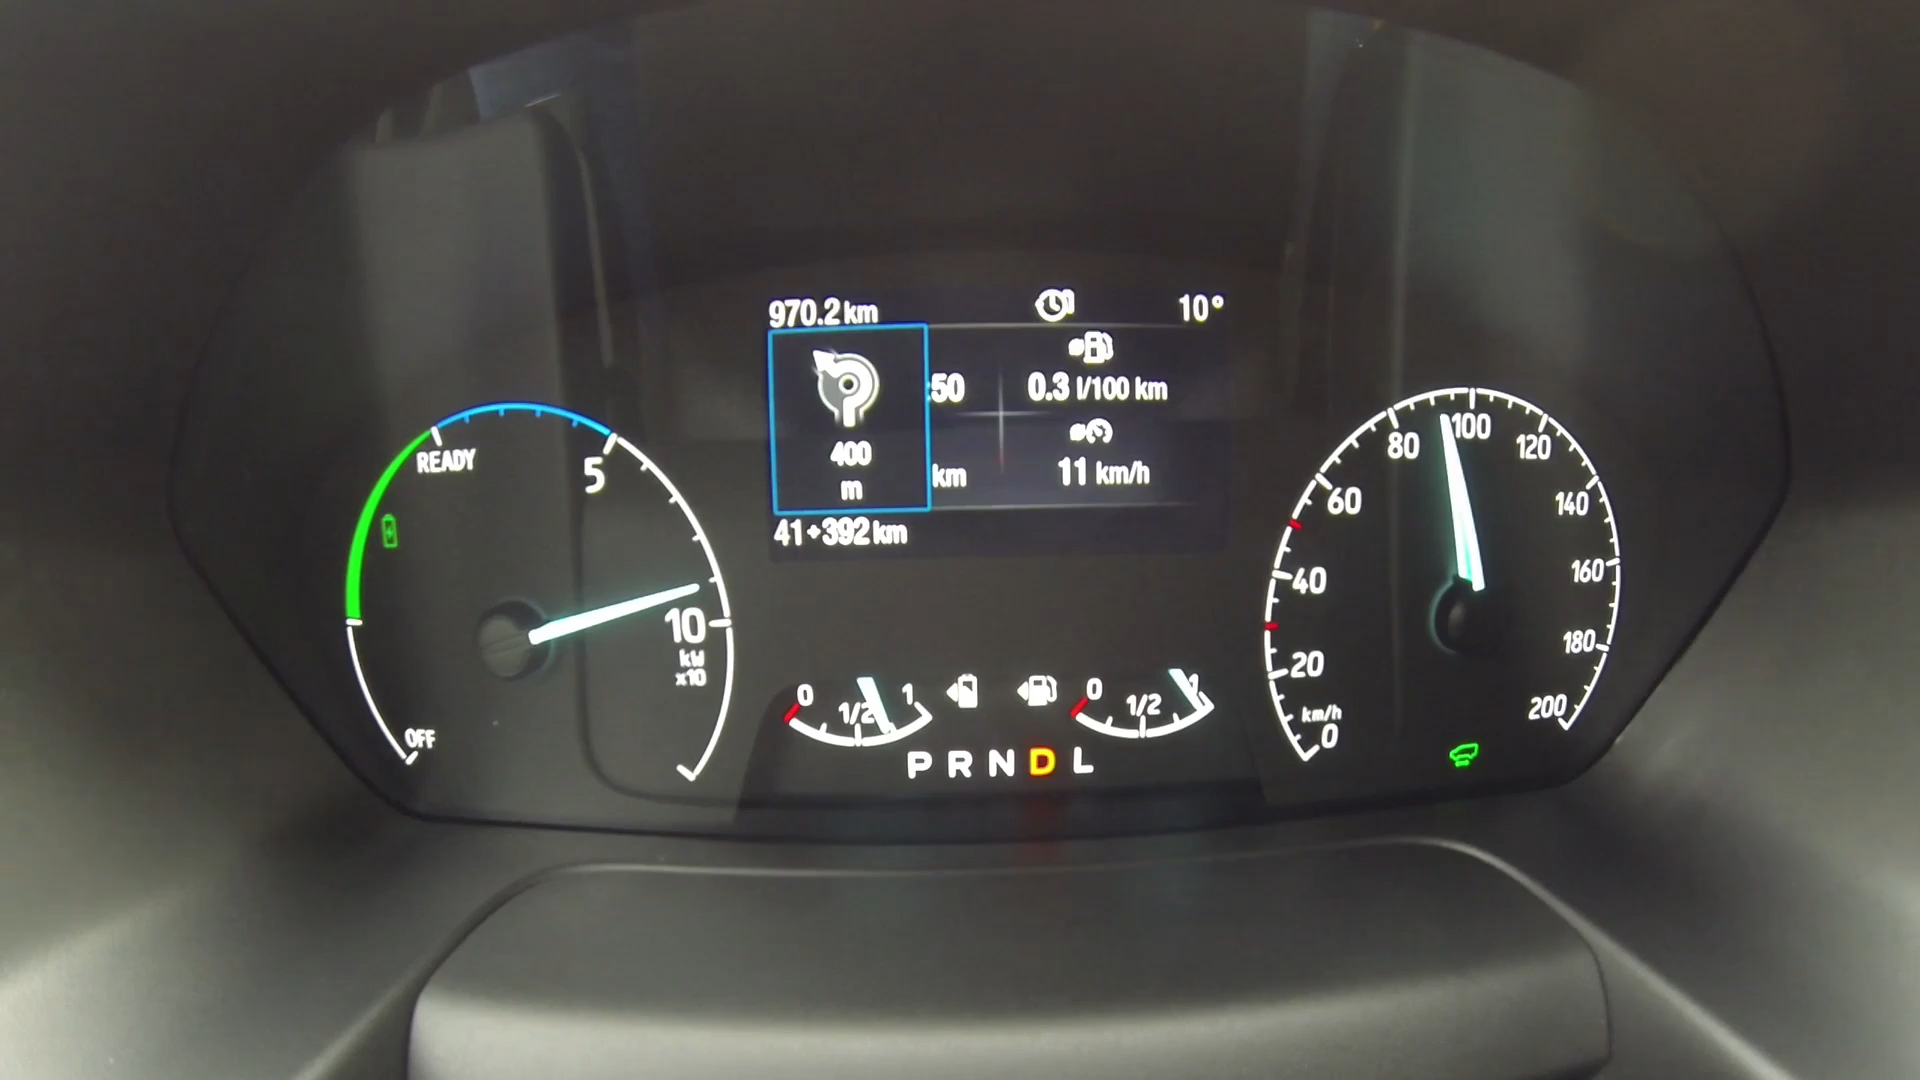 970.2 km
10°
:50
0.3 l/100 km
400
m
km
11 km/h
41+392 km
READY
5
10
kW
x10
OFF
0
1/2
1
0
1/2
1
P R N D L
0
20
40
60
80
100
120
140
160
180
200
km/h